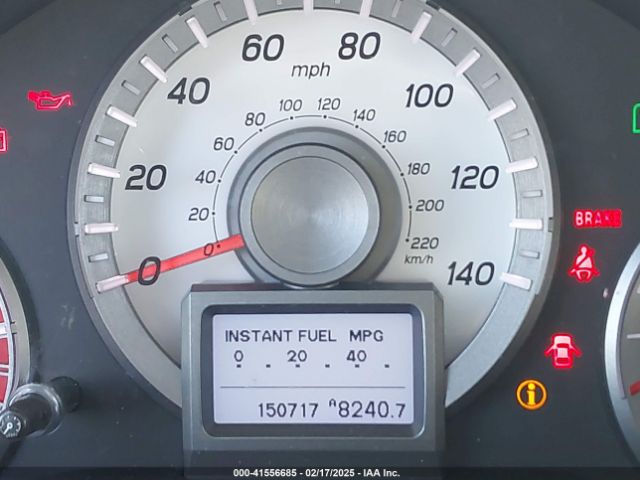 60 80
mph
40 100
80 100 120 140
60 160
40 180
20 120
20 200
0 0 220
km/h
140
BRAKE
INSTANT FUEL MPG
0 20 40
150717 A8240.7
000-41556685 - 02/17/2025 - IAA Inc.